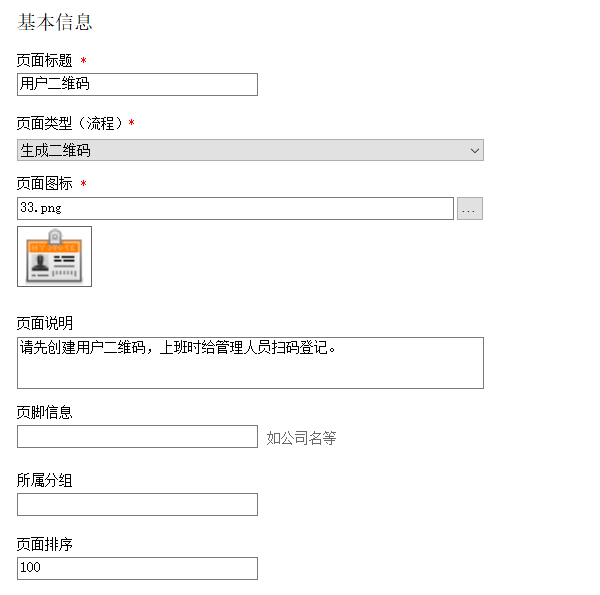 基本信息
页面标题 *
用户二维码
页面类型（流程）*
生成二维码
页面图标 *
33.png
...
MY INFO
页面说明
请先创建用户二维码，上班时给管理人员扫码登记。
页脚信息
如公司名等
所属分组
页面排序
100